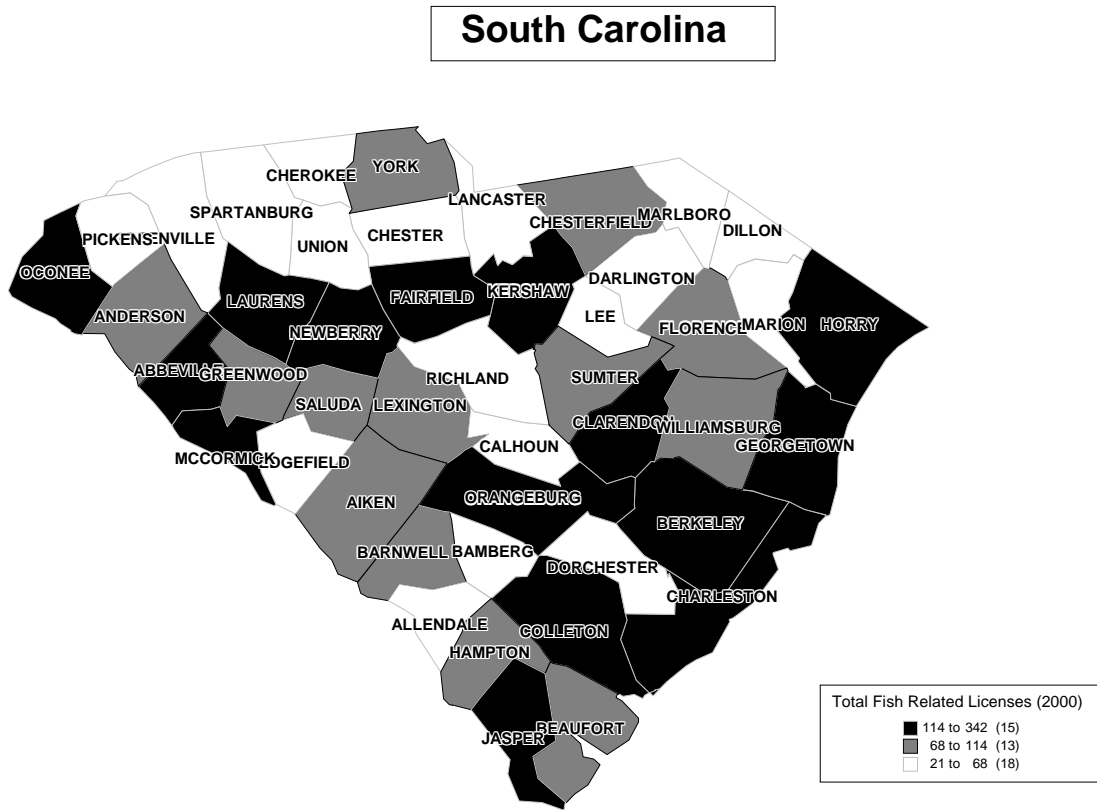 South Carolina
YORK
CHEROKEE
LANCASTER
SPARTANBURG
MARLBORO
CHESTERFIELD
DILLON
CHESTER
PICKENS
ENVILLE
UNION
OCONEE
DARLINGTON
KERSHAW
FAIRFIELD
LAURENS
ANDERSON
LEE
MARION
HORRY
FLORENCE
NEWBERRY
ABBEVILLE
GREENWOOD
RICHLAND
SUMTER
SALUDA
LEXINGTON
CLARENDON
WILLIAMSBURG
GEORGETOWN
CALHOUN
MCCORMICK
DGEFIELD
ORANGEBURG
AIKEN
BERKELEY
BARNWELL
BAMBERG
DORCHESTER
CHARLESTON
ALLENDALE
COLLETON
HAMPTON
BEAUFORT
JASPER
Total Fish Related Licenses (2000)
114 to 342 (15)
68 to 114 (13)
21 to 68 (18)